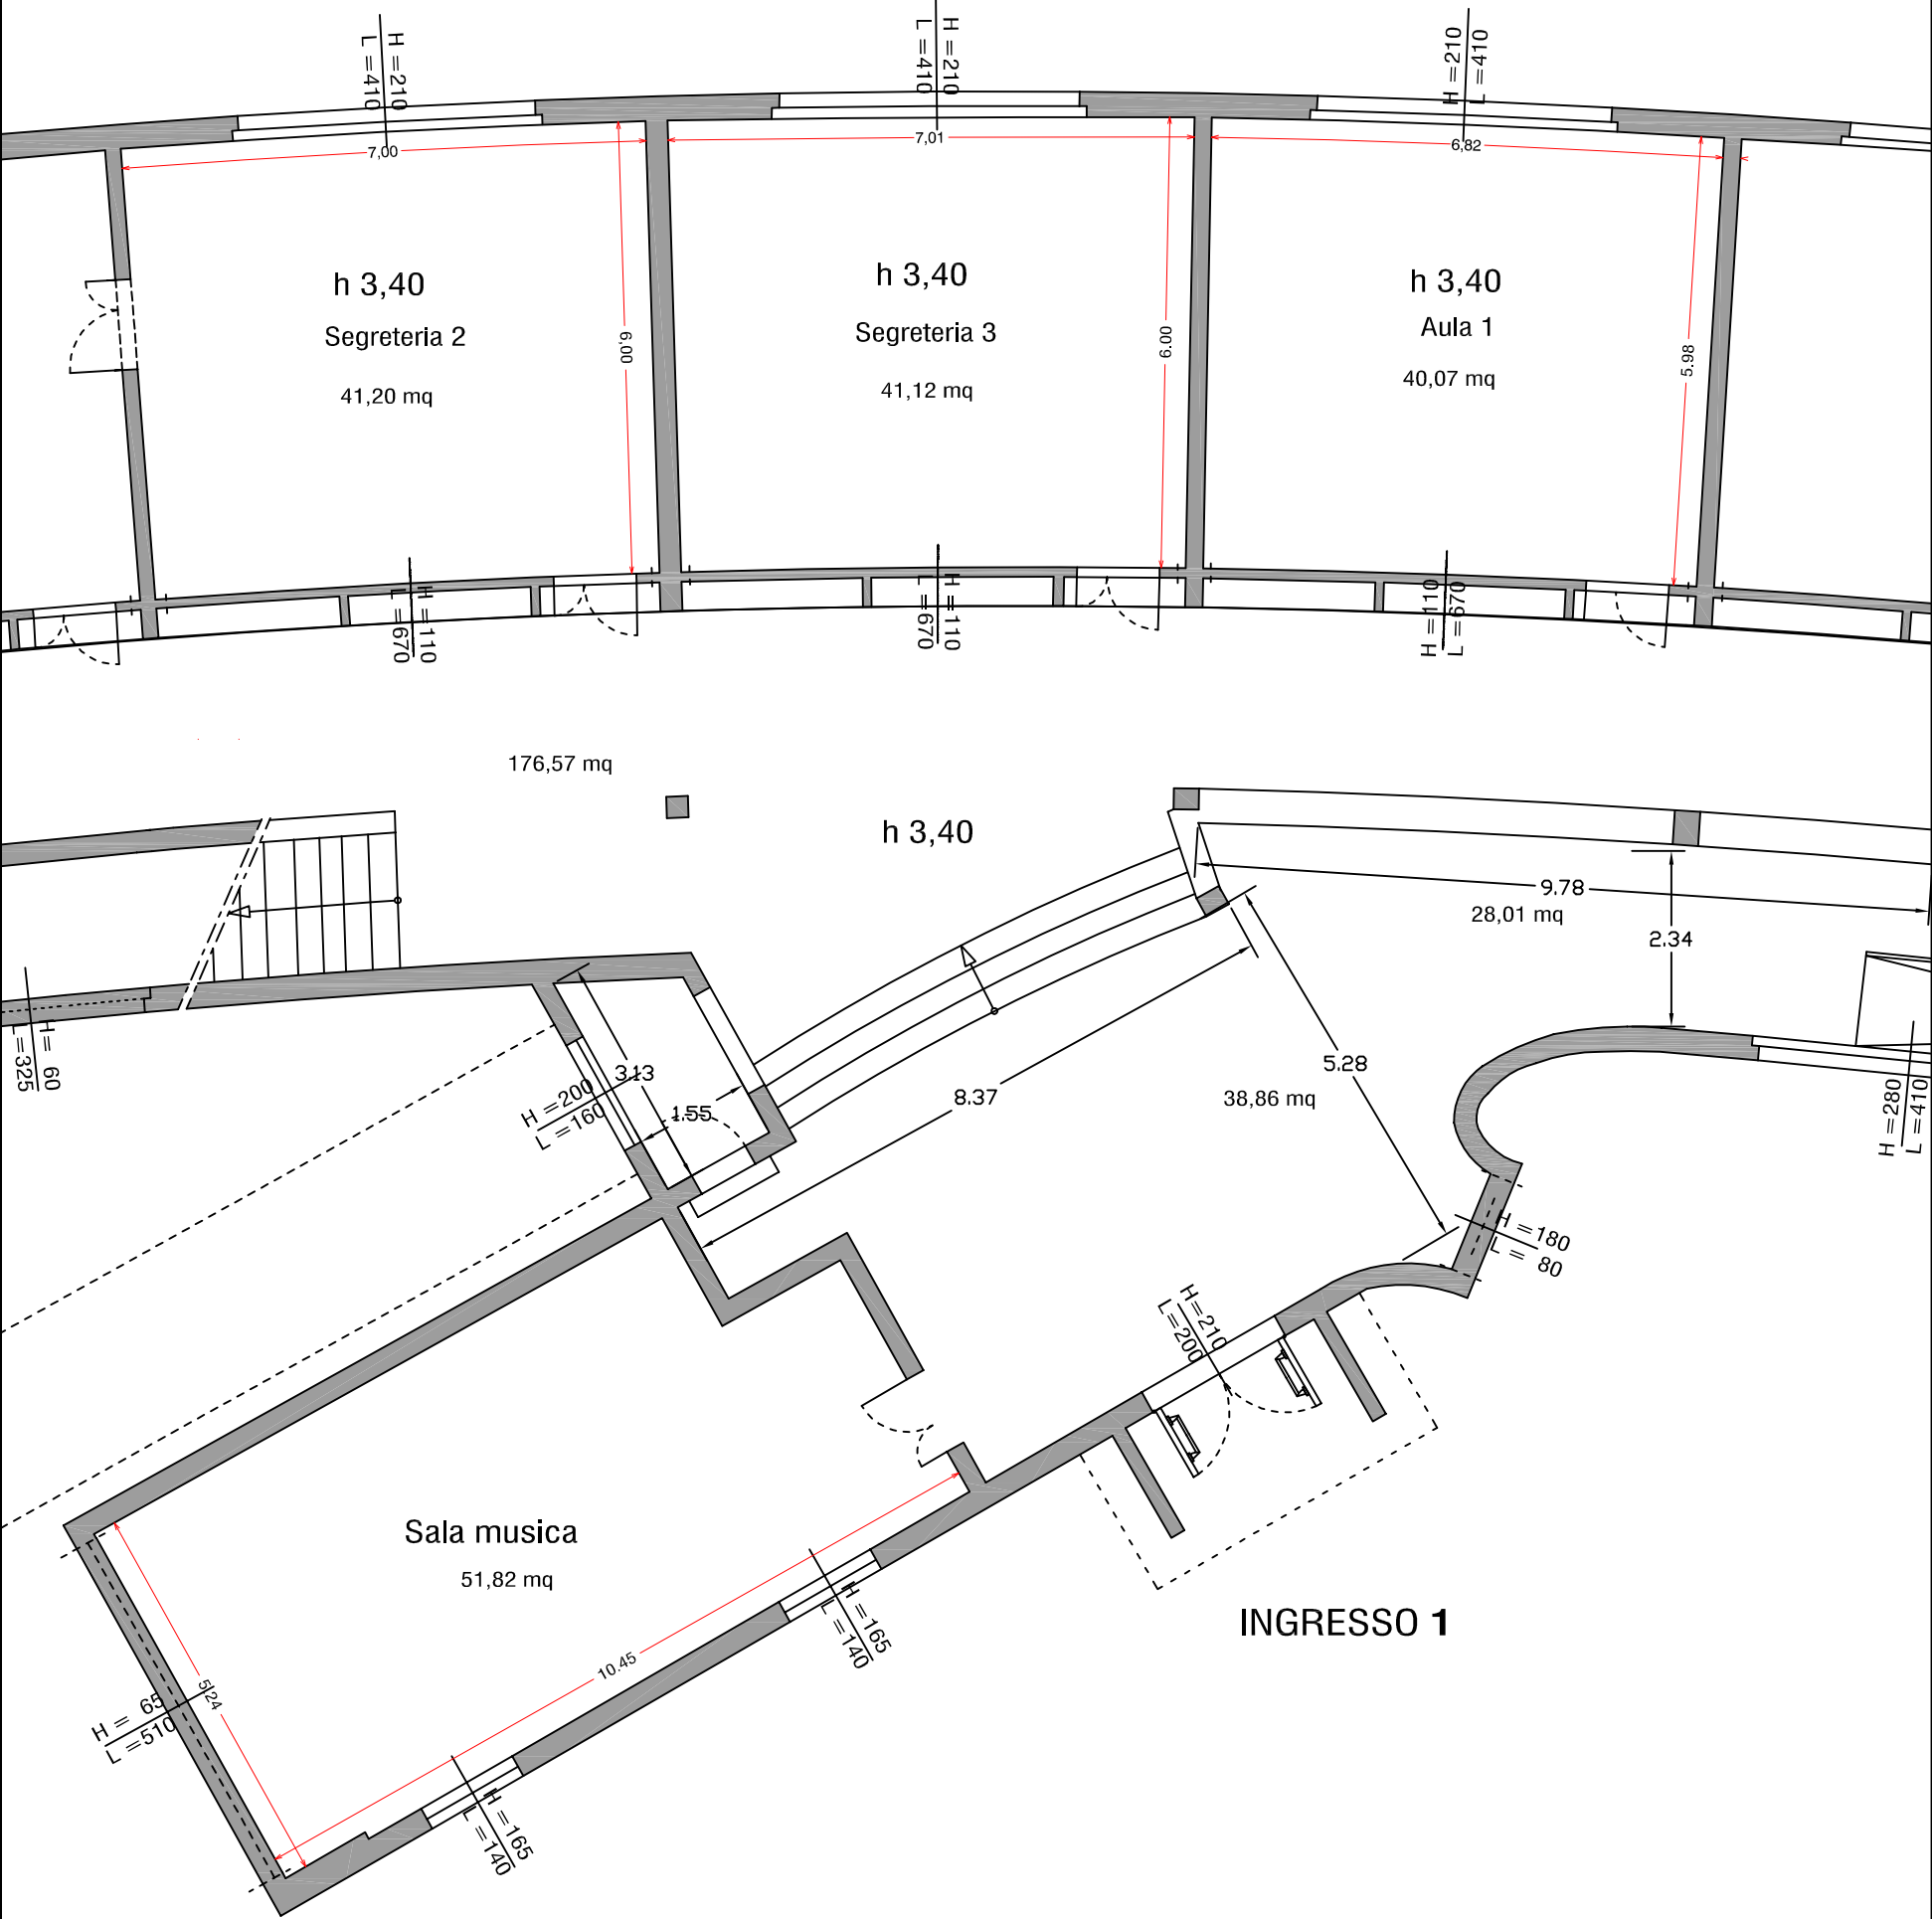 H =210
L =410
H =210
L =410
H =210
L =410
7,00
7,01
6,82
h 3,40
Segreteria 2
41,20 mq
6,00
h 3,40
Segreteria 3
41,12 mq
6.00
h 3,40
Aula 1
40,07 mq
5.98
H =110
L =670
H =110
L =670
H =110
L =670
176,57 mq
h 3,40
9.78
28,01 mq
2.34
H = 60
L =325
3.13
1.55
H =200
L =160
8.37
5.28
38,86 mq
H =280
L =410
H =180
L = 80
H=210
L=200
Sala musica
51,82 mq
INGRESSO 1
10.45
5.24
H = 65
L =510
H =165
L =140
H =165
L =140